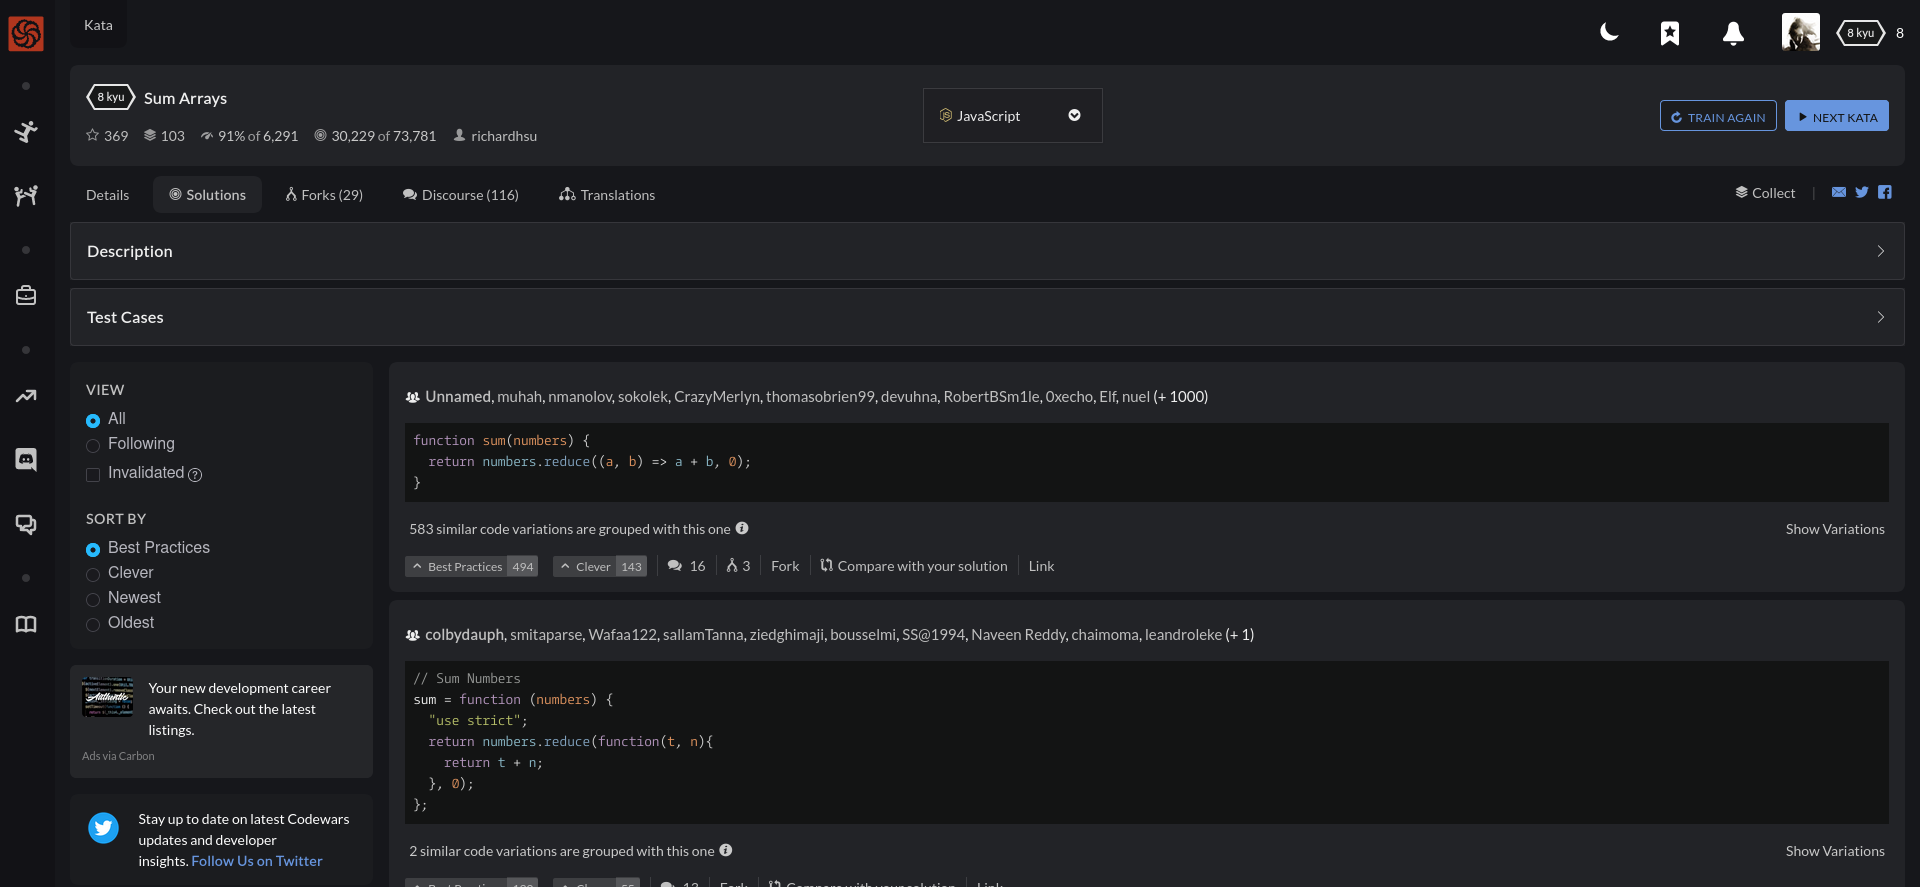 Kata
8 kyu 8
8 kyu Sum Arrays
369 103 91% of 6,291 30,229 of 73,781 richardhsu
JavaScript
TRAIN AGAIN NEXT KATA
Details Solutions Forks (29) Discourse (116) Translations
Collect
Description
Test Cases
VIEW
All
Following
Invalidated ?
SORT BY
Best Practices
Clever
Newest
Oldest
Authentic
Your new development career
awaits. Check out the latest
listings.
Ads via Carbon
Stay up to date on latest Codewars
updates and developer
insights. Follow Us on Twitter
Unnamed, muhah, nmanolov, sokolek, CrazyMerlyn, thomasobrien99, devuhna, RobertBSm1le, 0xecho, Elf, nuel (+ 1000)
function sum(numbers) {
  return numbers.reduce((a, b) => a + b, 0);
}
583 similar code variations are grouped with this one
Show Variations
Best Practices 494 Clever 143 16 3 Fork Compare with your solution Link
colbydauph, smitaparse, Wafaa122, sallamTanna, ziedghimaji, bousselmi, SS@1994, Naveen Reddy, chaimoma, leandroleke (+ 1)
// Sum Numbers
sum = function (numbers) {
  "use strict";
  return numbers.reduce(function(t, n){
    return t + n;
  }, 0);
};
2 similar code variations are grouped with this one
Show Variations
Fork Compare with your solution Link